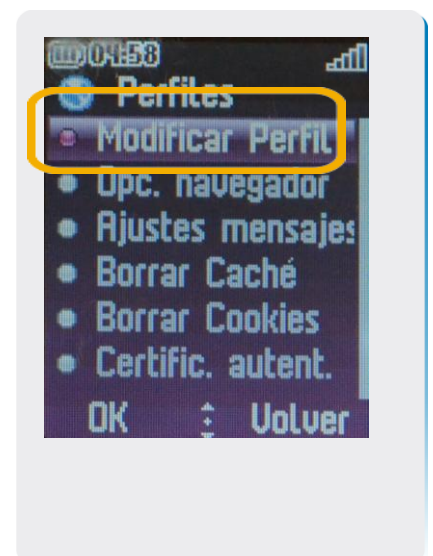 04:58
Perfiles
Modificar Perfil
Opc. navegador
Ajustes mensajes
Borrar Caché
Borrar Cookies
Certific. autent.
OK Volver